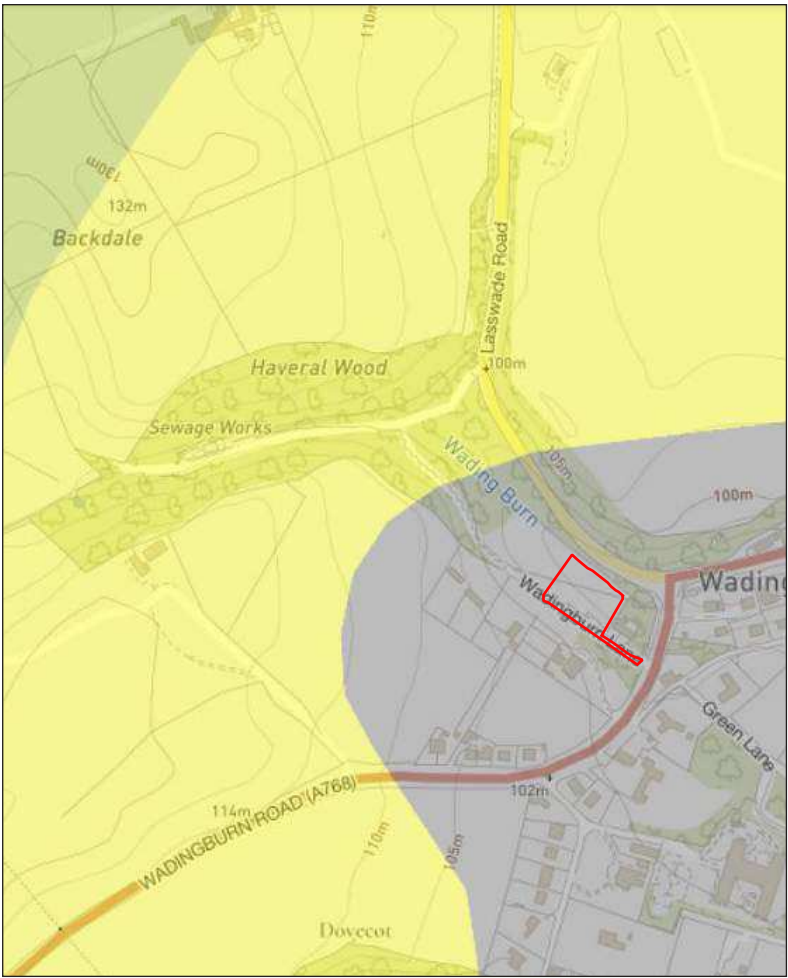 110m
130m
132m
Backdale
Lasswade Road
100m
Haveral Wood
Sewage Works
Wading Burn
105m
100m
Wading
Wadingburn Lane
Green Lane
102m
114m
WADINGBURN ROAD (A768)
110m
105m
Dovecot